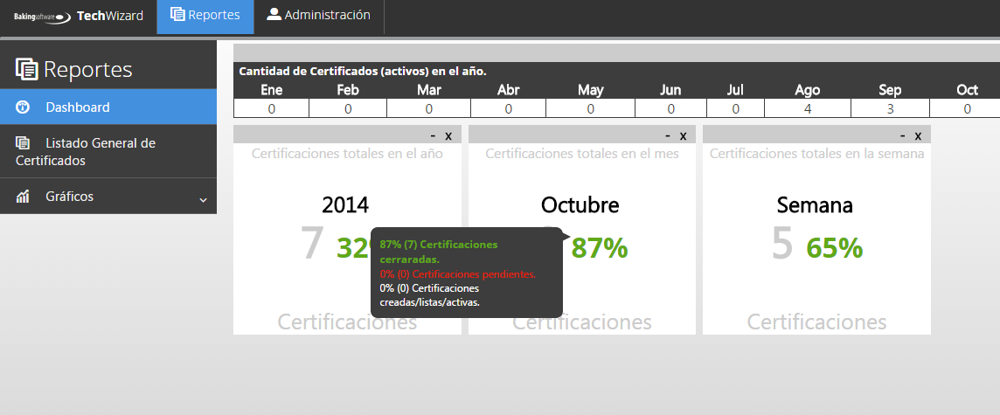 Bakingsoftware TechWizard Reportes Administración
Reportes
Dashboard
Listado General de
Certificados
Gráficos
Cantidad de Certificados (activos) en el año.
Ene Feb Mar Abr May Jun Jul Ago Sep Oct
0 0 0 0 0 0 0 4 3 0
- x - x - x
Certificaciones totales en el año
2014
7 32
Certificaciones
Certificaciones totales en el mes
Octubre
87%
Certificaciones
Certificaciones totales en la semana
Semana
5 65%
Certificaciones
87% (7) Certificaciones
cerraradas.
0% (0) Certificaciones pendientes.
0% (0) Certificaciones
creadas/listas/activas.